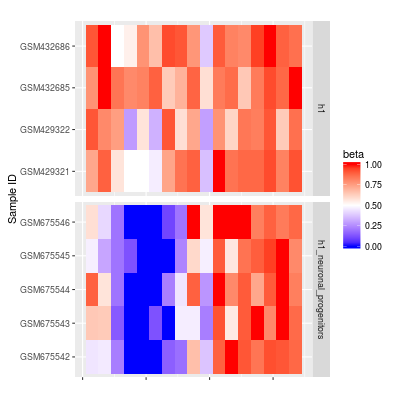 GSM432686
GSM432685
GSM429322
GSM429321
h1
GSM675546
GSM675545
GSM675544
GSM675543
GSM675542
h1_neuronal_progenitors
Sample ID
beta
1.00
0.75
0.50
0.25
0.00